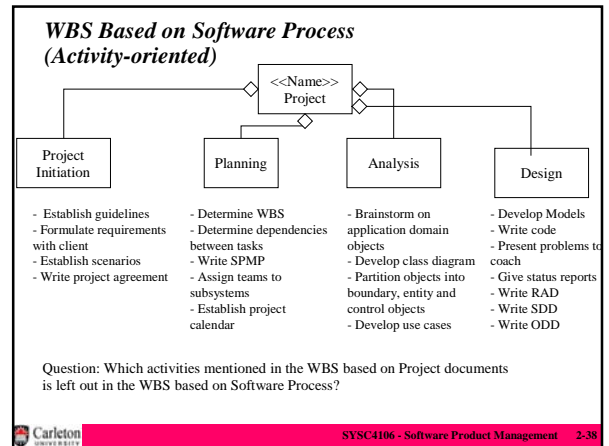 WBS Based on Software Process
(Activity-oriented)
<<Name>>
Project
Project
Initiation
Planning
Analysis
Design
- Establish guidelines
- Formulate requirements
with client
- Establish scenarios
- Write project agreement
- Determine WBS
- Determine dependencies
between tasks
- Write SPMP
- Assign teams to
subsystems
- Establish project
calendar
- Brainstorm on
application domain
objects
- Develop class diagram
- Partition objects into
boundary, entity and
control objects
- Develop use cases
- Develop Models
- Write code
- Present problems to
coach
- Give status reports
- Write RAD
- Write SDD
- Write ODD
Question: Which activities mentioned in the WBS based on Project documents
is left out in the WBS based on Software Process?
Carleton
UNIVERSITY
SYSC4106 - Software Product Management 2-38